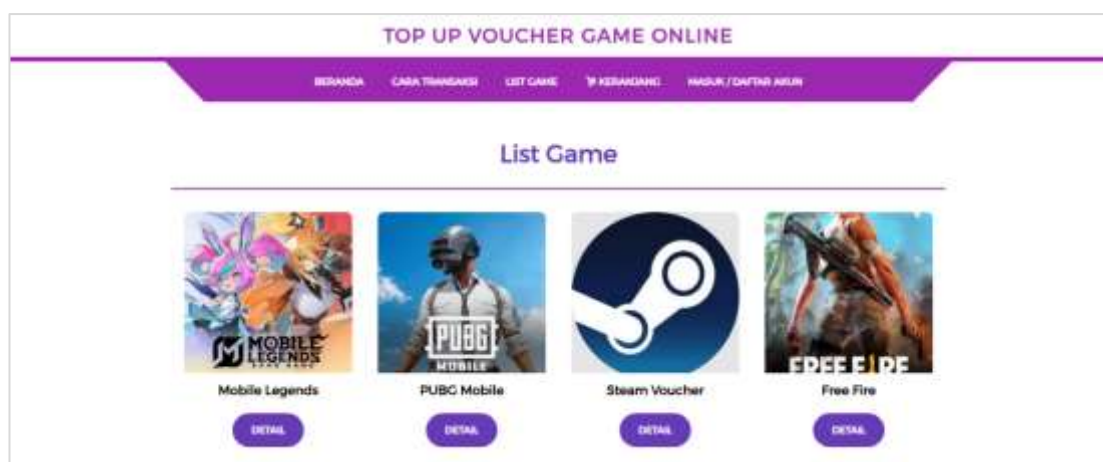 TOP UP VOUCHER GAME ONLINE
BERANDA CARA TRANSAKSI LIST GAME KERANJANG MASUK / DAFTAR AKUN
List Game
MOBILE
LEGENDS
PUBG
MOBILE
FREE FIRE
Mobile Legends PUBG Mobile Steam Voucher Free Fire
DETAIL DETAIL DETAIL DETAIL